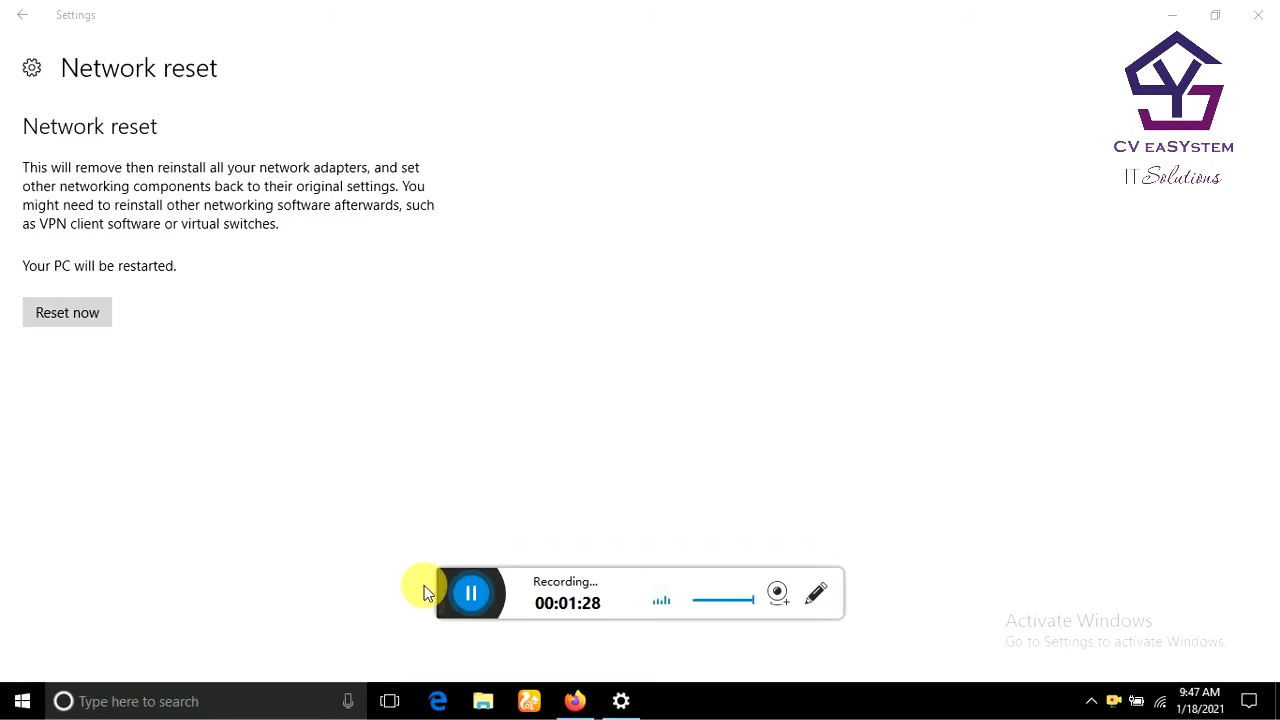 Settings
Network reset
Network reset
This will remove then reinstall all your network adapters, and set
other networking components back to their original settings. You
might need to reinstall other networking software afterwards, such
as VPN client software or virtual switches.
Your PC will be restarted.
Reset now
CV eaSYstem
IT Solutions
Recording...
00:01:28
Activate Windows
Go to Settings to activate Windows.
Type here to search
9:47 AM
1/18/2021